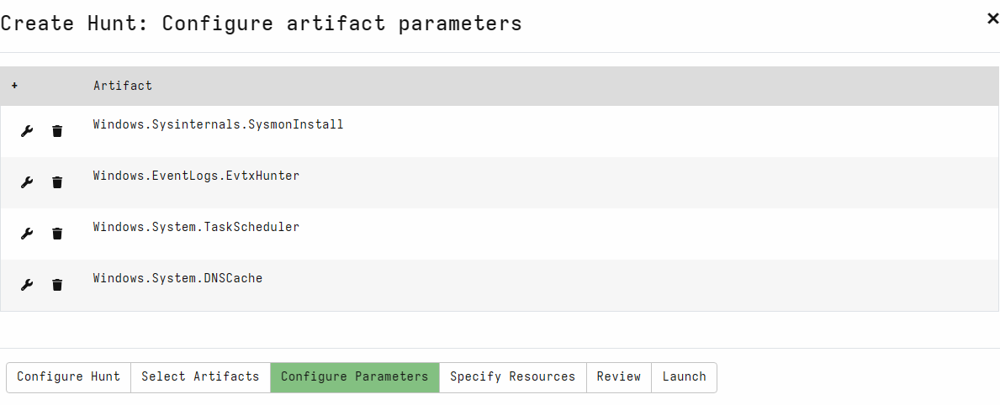 Create Hunt: Configure artifact parameters
+ Artifact
Windows.Sysinternals.SysmonInstall
Windows.EventLogs.EvtxHunter
Windows.System.TaskScheduler
Windows.System.DNSCache
Configure Hunt Select Artifacts Configure Parameters Specify Resources Review Launch